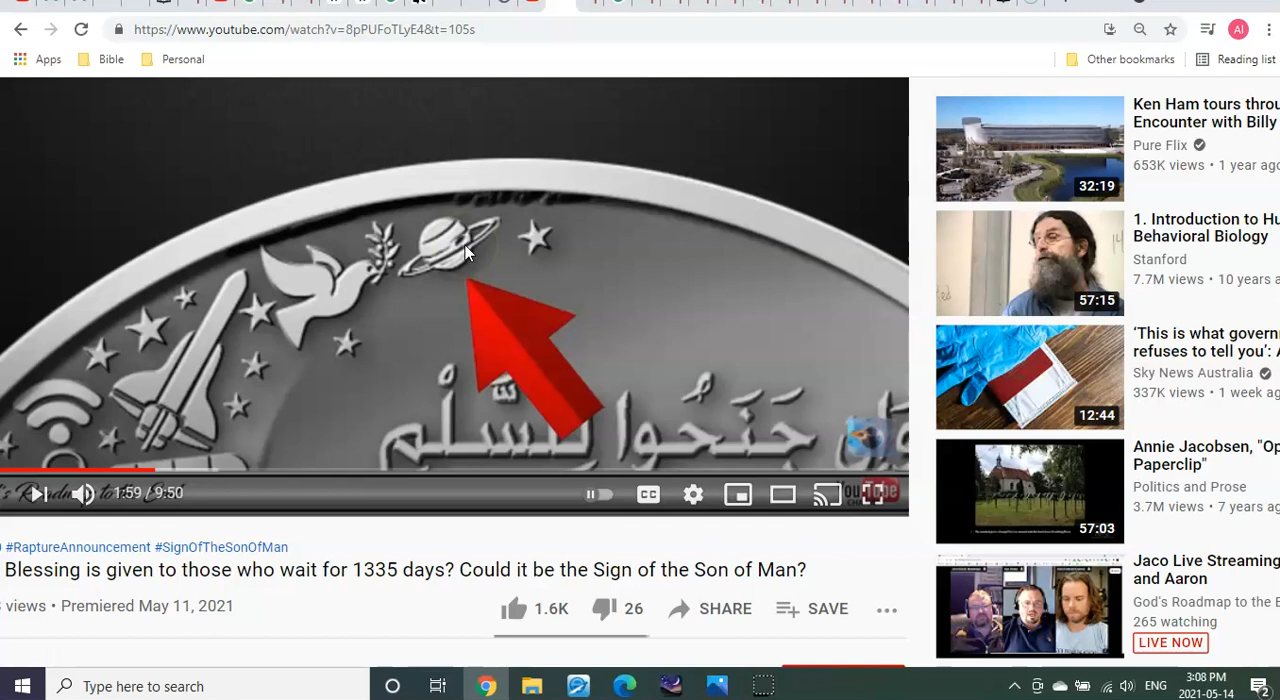 https://www.youtube.com/watch?v=8pPUFoTLyE4&t=105s
AI
Apps
Bible
Personal
Other bookmarks
Reading list
جَنَحُوا لِلسَّلْمِ
1:59 / 9:50
CC
#RaptureAnnouncement #SignOfTheSonOfMan
Blessing is given to those who wait for 1335 days? Could it be the Sign of the Son of Man?
views • Premiered May 11, 2021
1.6K
26
SHARE
SAVE
Ken Ham tours throu
Encounter with Billy
Pure Flix
653K views • 1 year ago
32:19
1. Introduction to Hu
Behavioral Biology
Stanford
7.7M views • 10 years a
57:15
‘This is what govern
refuses to tell you’: A
Sky News Australia
337K views • 1 week ag
12:44
Annie Jacobsen, "Op
Paperclip"
Politics and Prose
3.7M views • 7 years ag
57:03
Jaco Live Streaming
and Aaron
God's Roadmap to the E
265 watching
LIVE NOW
Type here to search
ENG
3:08 PM
2021-05-14
2